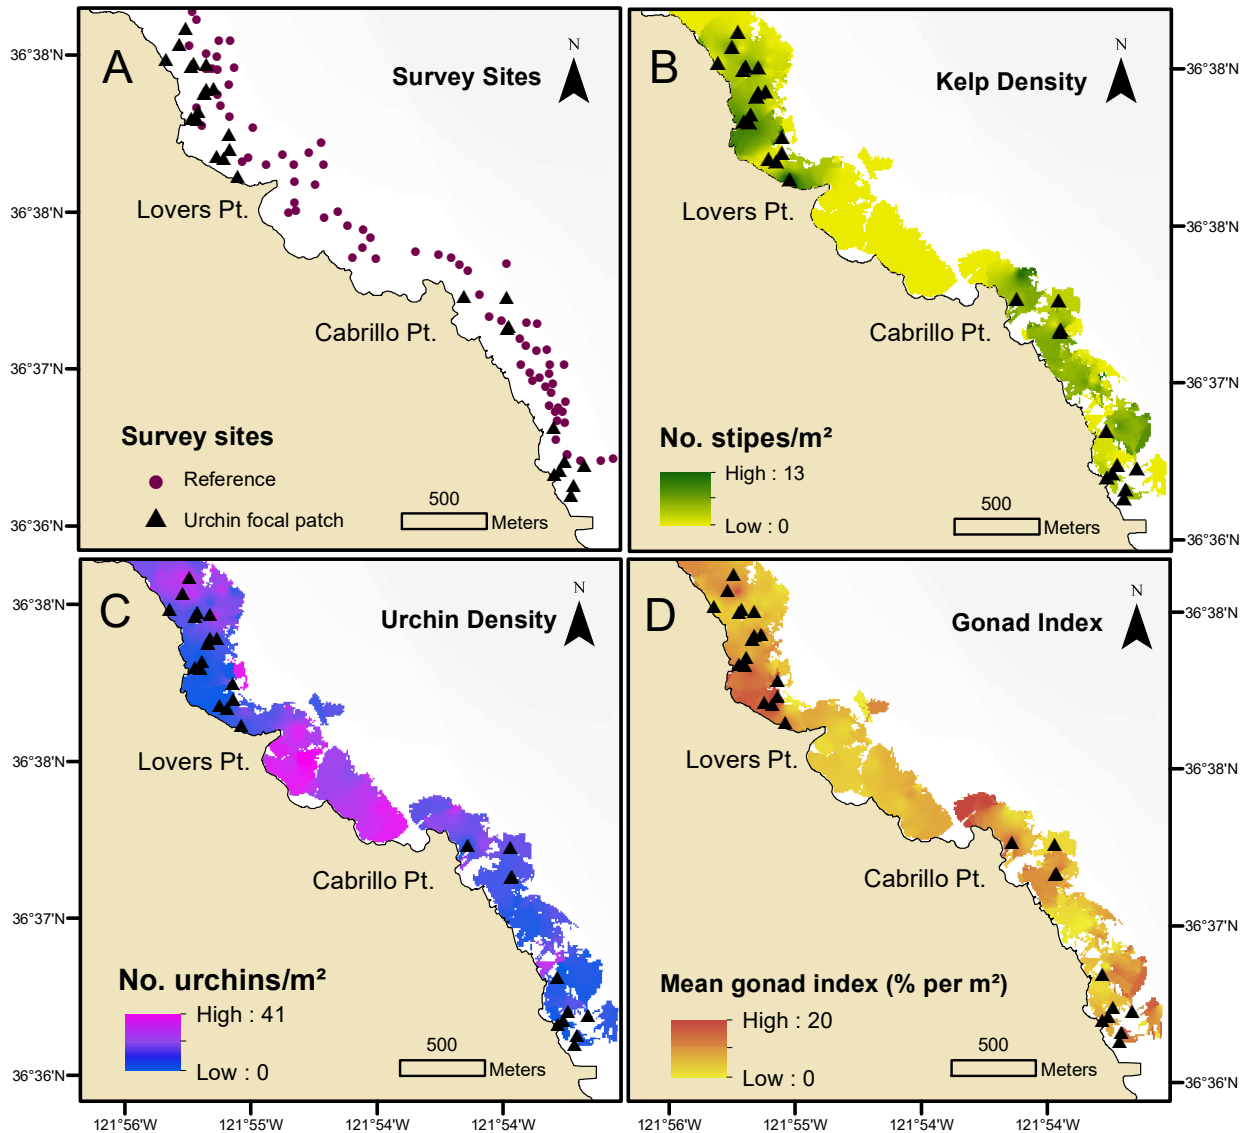 A
Survey Sites
N
36°38'N
36°38'N
36°37'N
36°36'N
Lovers Pt.
Cabrillo Pt.
Survey sites
Reference
Urchin focal patch
500
Meters
B
Kelp Density
N
36°38'N
36°38'N
36°37'N
36°36'N
Lovers Pt.
Cabrillo Pt.
No. stipes/m²
High : 13
Low : 0
500
Meters
C
Urchin Density
N
36°38'N
36°38'N
36°37'N
36°36'N
Lovers Pt.
Cabrillo Pt.
No. urchins/m²
High : 41
Low : 0
500
Meters
121°56'W
121°55'W
121°54'W
121°54'W
D
Gonad Index
N
36°38'N
36°38'N
36°37'N
36°36'N
Lovers Pt.
Cabrillo Pt.
Mean gonad index (% per m²)
High : 20
Low : 0
500
Meters
121°56'W
121°55'W
121°54'W
121°54'W